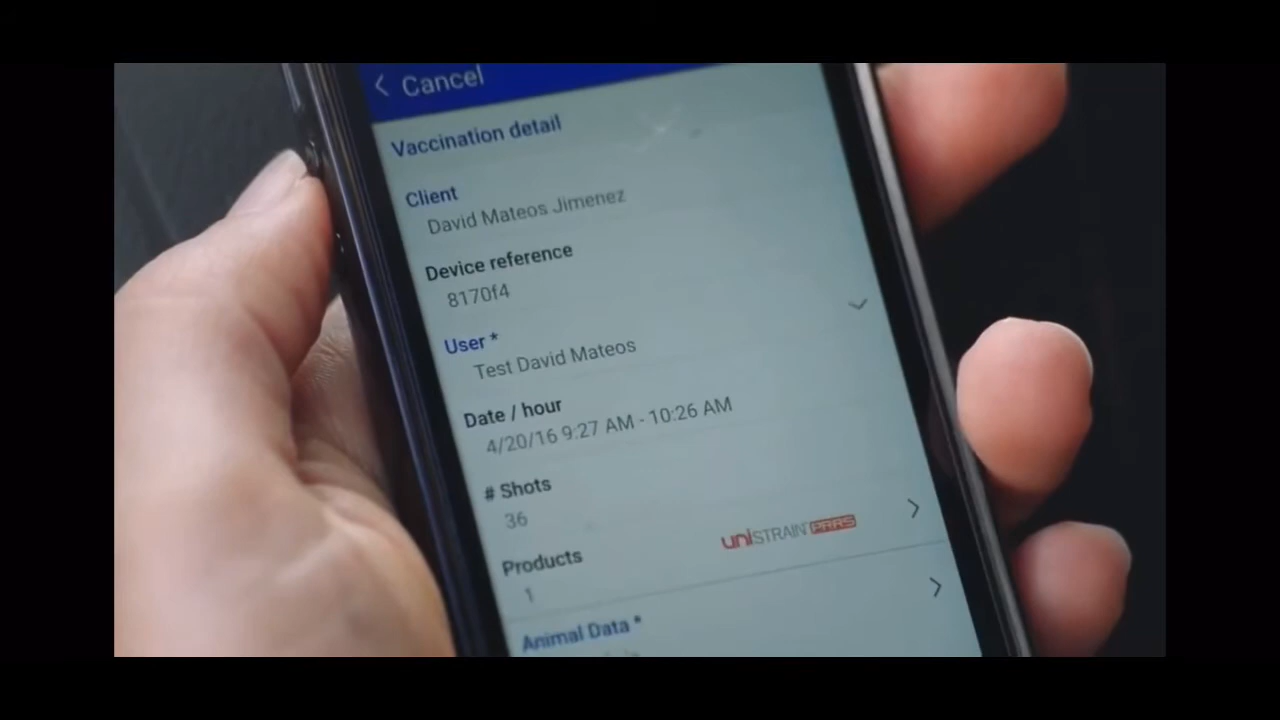 Cancel
Vaccination detail
Client
David Mateos Jimenez
Device reference
8170f4
User *
Test David Mateos
Date / hour
4/20/16 9:27 AM - 10:26 AM
# Shots
36
Products
UNISTRAIN PRRS
1
Animal Data *